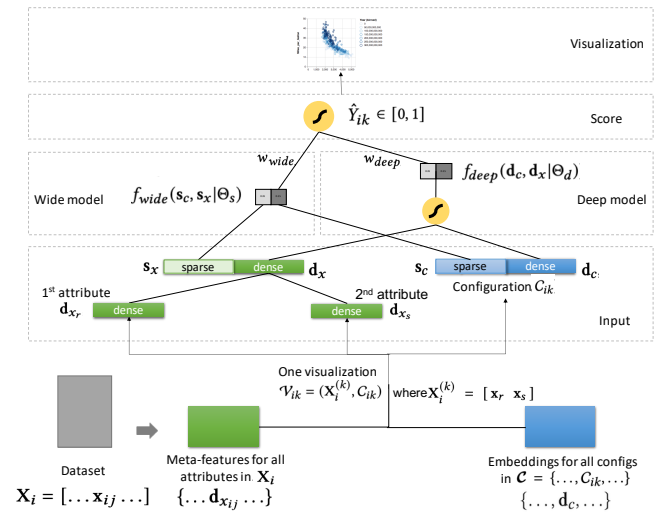 Visualization
Score
Ŷ_ik ∈ [0, 1]
w_wide
w_deep
Wide model
f_wide(s_c, s_x|Θ_s)
... ...
... ...
f_deep(d_c, d_x|Θ_d)
Deep model
s_x sparse dense d_x
s_c sparse dense d_c
Configuration C_ik
1st attribute
d_x_r dense
2nd attribute
dense d_x_s
Input
One visualization
V_ik = (X_i^(k), C_ik) where X_i^(k) = [ x_r x_s ]
Dataset
X_i = [... x_ij ...]
Meta-features for all
attributes in X_i
{... d_x_ij ...}
Embeddings for all configs
in C = {..., C_ik, ...}
{..., d_c, ...}